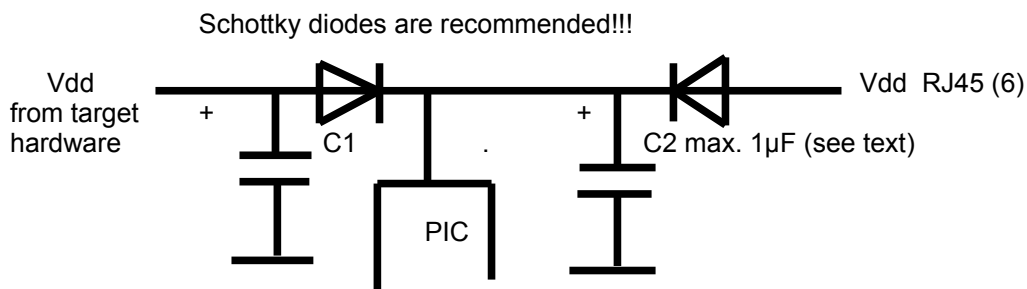 Schottky diodes are recommended!!!
Vdd
from target
hardware
+
C1
+
.
Vdd RJ45 (6)
C2 max. 1µF (see text)
PIC